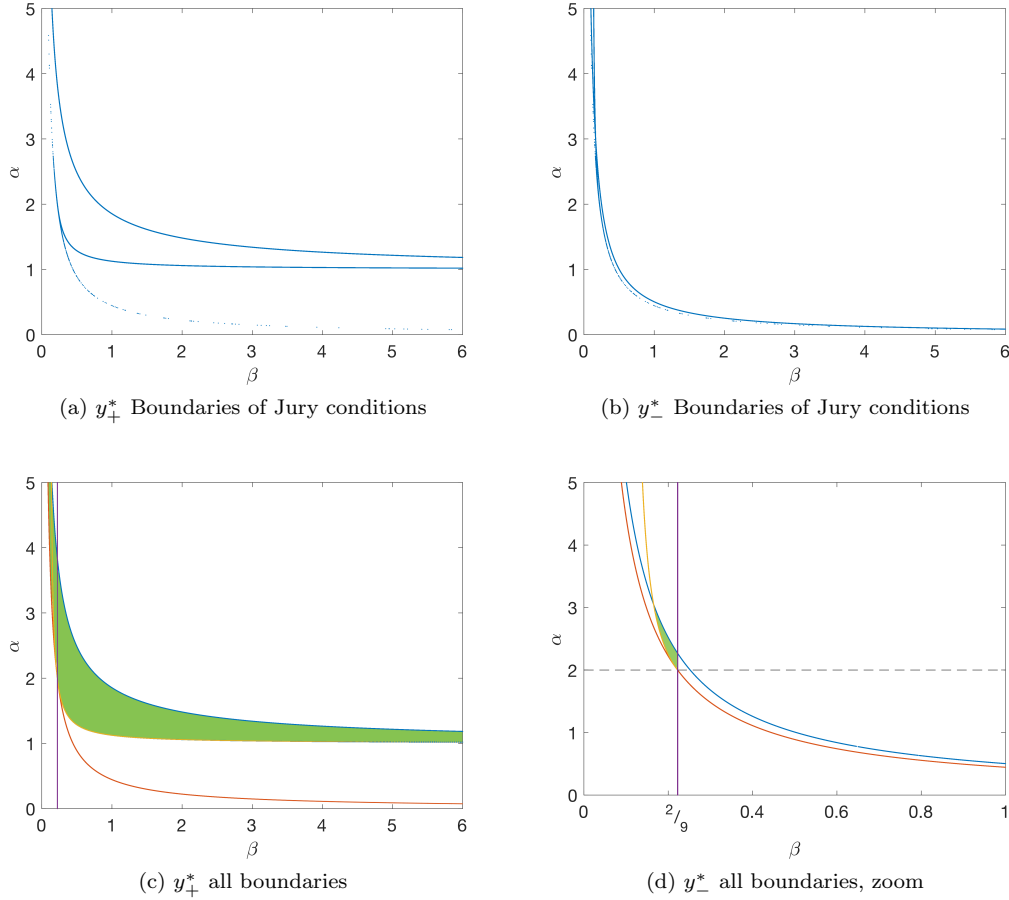 5
4
3
2
1
0
α
0 1 2 3 4 5 6
β
(a) y*₊ Boundaries of Jury conditions
5
4
3
2
1
0
α
0 1 2 3 4 5 6
β
(b) y*₋ Boundaries of Jury conditions
5
4
3
2
1
0
α
0 1 2 3 4 5 6
β
(c) y*₊ all boundaries
5
4
3
2
1
0
α
0 2/9 0.4 0.6 0.8 1
β
(d) y*₋ all boundaries, zoom